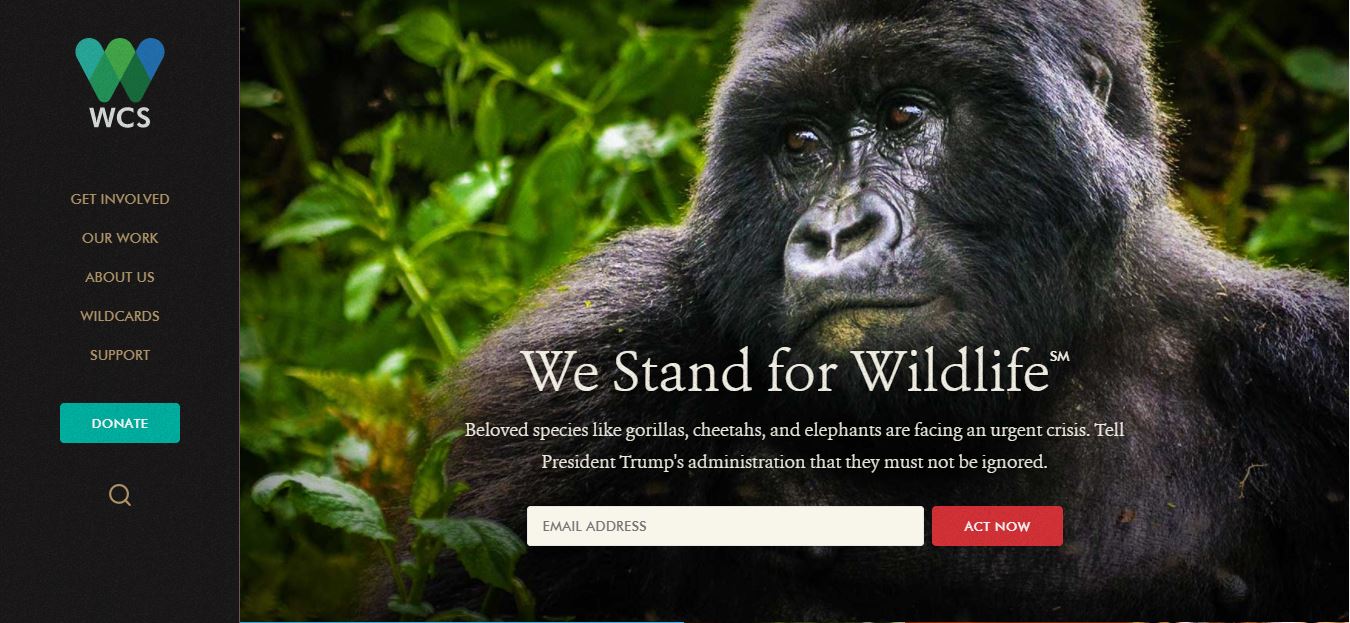 WCS
GET INVOLVED
OUR WORK
ABOUT US
WILDCARDS
SUPPORT
DONATE
We Stand for Wildlife℠
Beloved species like gorillas, cheetahs, and elephants are facing an urgent crisis. Tell
President Trump's administration that they must not be ignored.
EMAIL ADDRESS
ACT NOW